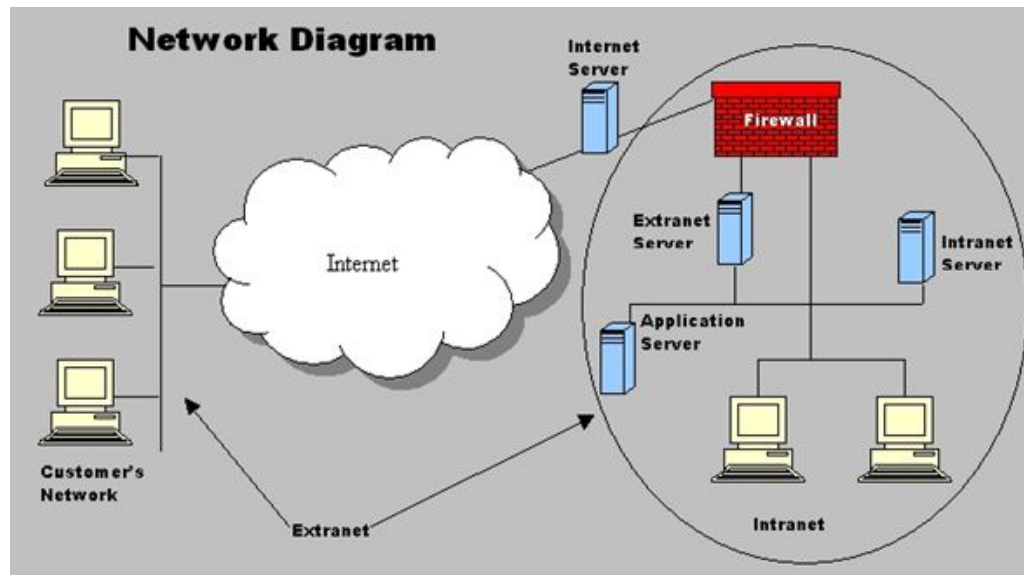 Network Diagram
Internet
Server
Firewall
Extranet
Server
Intranet
Server
Internet
Application
Server
Customer's
Network
Extranet
Intranet